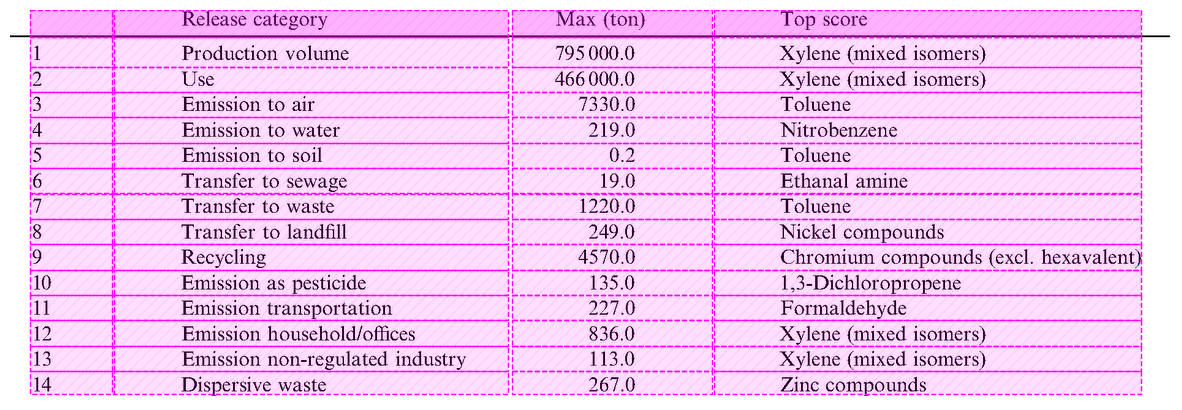 Release category Max (ton) Top score
1 Production volume 795 000.0 Xylene (mixed isomers)
2 Use 466 000.0 Xylene (mixed isomers)
3 Emission to air 7330.0 Toluene
4 Emission to water 219.0 Nitrobenzene
5 Emission to soil 0.2 Toluene
6 Transfer to sewage 19.0 Ethanal amine
7 Transfer to waste 1220.0 Toluene
8 Transfer to landfill 249.0 Nickel compounds
9 Recycling 4570.0 Chromium compounds (excl. hexavalent)
10 Emission as pesticide 135.0 1,3-Dichloropropene
11 Emission transportation 227.0 Formaldehyde
12 Emission household/offices 836.0 Xylene (mixed isomers)
13 Emission non-regulated industry 113.0 Xylene (mixed isomers)
14 Dispersive waste 267.0 Zinc compounds